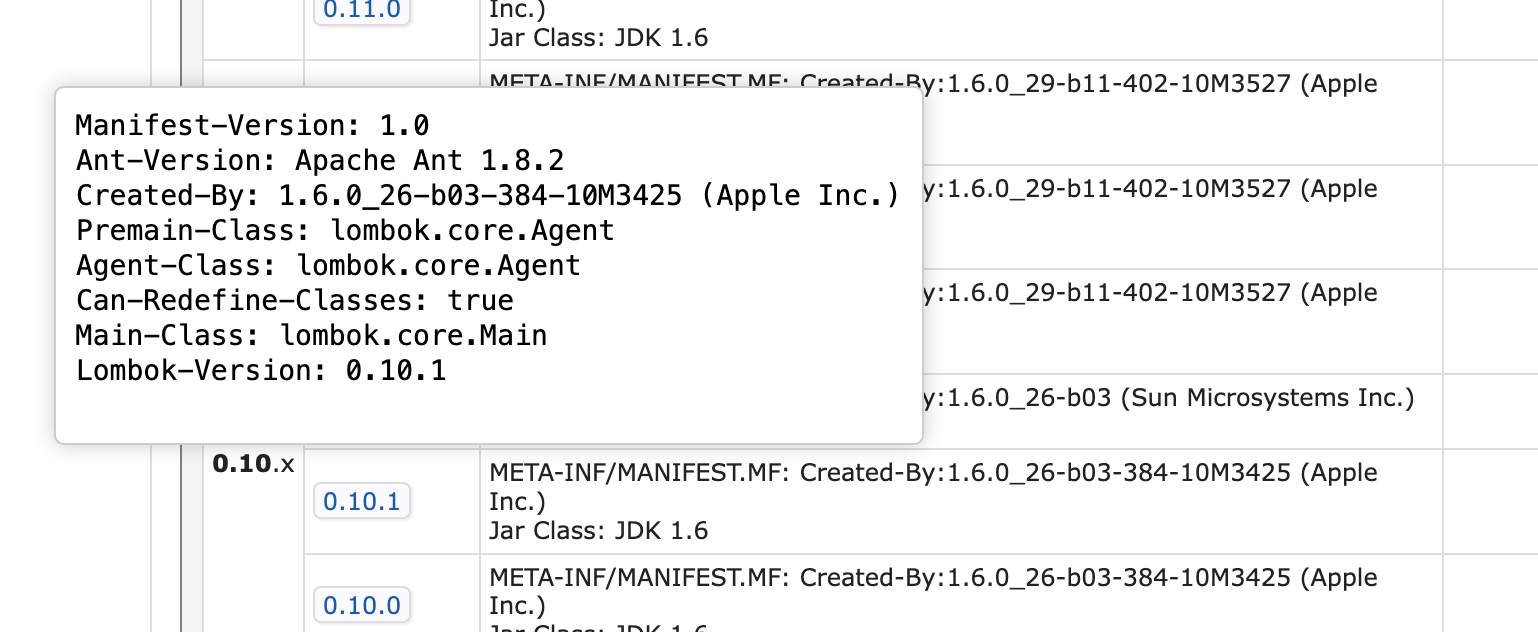 0.11.0
Inc.)
Jar Class: JDK 1.6
META-INF/MANIFEST.MF: Created-By:1.6.0_29-b11-402-10M3527 (Apple
Manifest-Version: 1.0
Ant-Version: Apache Ant 1.8.2
Created-By: 1.6.0_26-b03-384-10M3425 (Apple Inc.)
Premain-Class: lombok.core.Agent
Agent-Class: lombok.core.Agent
Can-Redefine-Classes: true
Main-Class: lombok.core.Main
Lombok-Version: 0.10.1
y:1.6.0_29-b11-402-10M3527 (Apple
y:1.6.0_29-b11-402-10M3527 (Apple
y:1.6.0_26-b03 (Sun Microsystems Inc.)
0.10.x
META-INF/MANIFEST.MF: Created-By:1.6.0_26-b03-384-10M3425 (Apple
0.10.1
Inc.)
Jar Class: JDK 1.6
META-INF/MANIFEST.MF: Created-By:1.6.0_26-b03-384-10M3425 (Apple
0.10.0
Inc.)
Jar Class: JDK 1.6